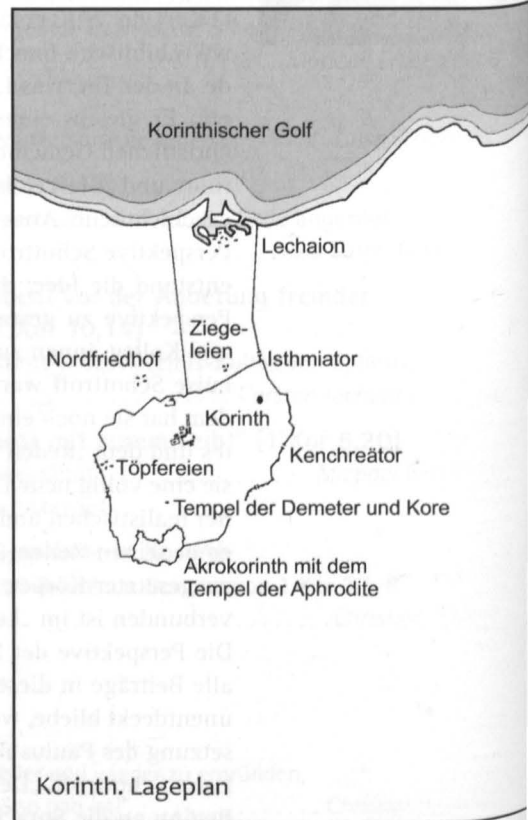 Korinthischer Golf
Lechaion
Ziege-
leien
Nordfriedhof
Isthmiator
Korinth
Kenchreätor
Töpfereien
Tempel der Demeter und Kore
Akrokorinth mit dem
Tempel der Aphrodite
Korinth. Lageplan